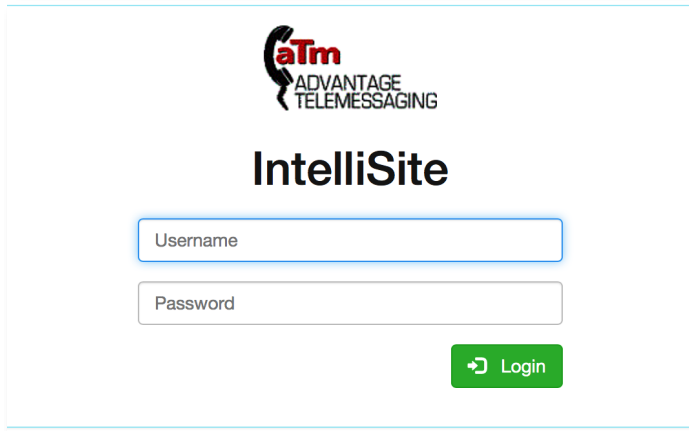 aTm
ADVANTAGE
TELEMESSAGING
IntelliSite
Username
Password
Login